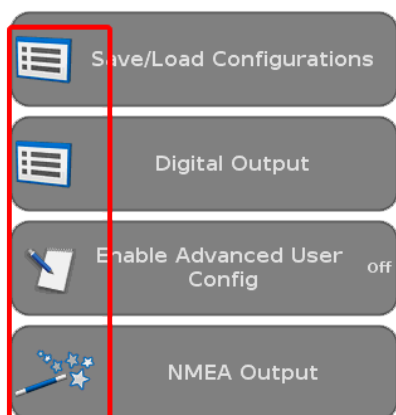 Save/Load Configurations
Digital Output
Enable Advanced User
Config
Off
NMEA Output